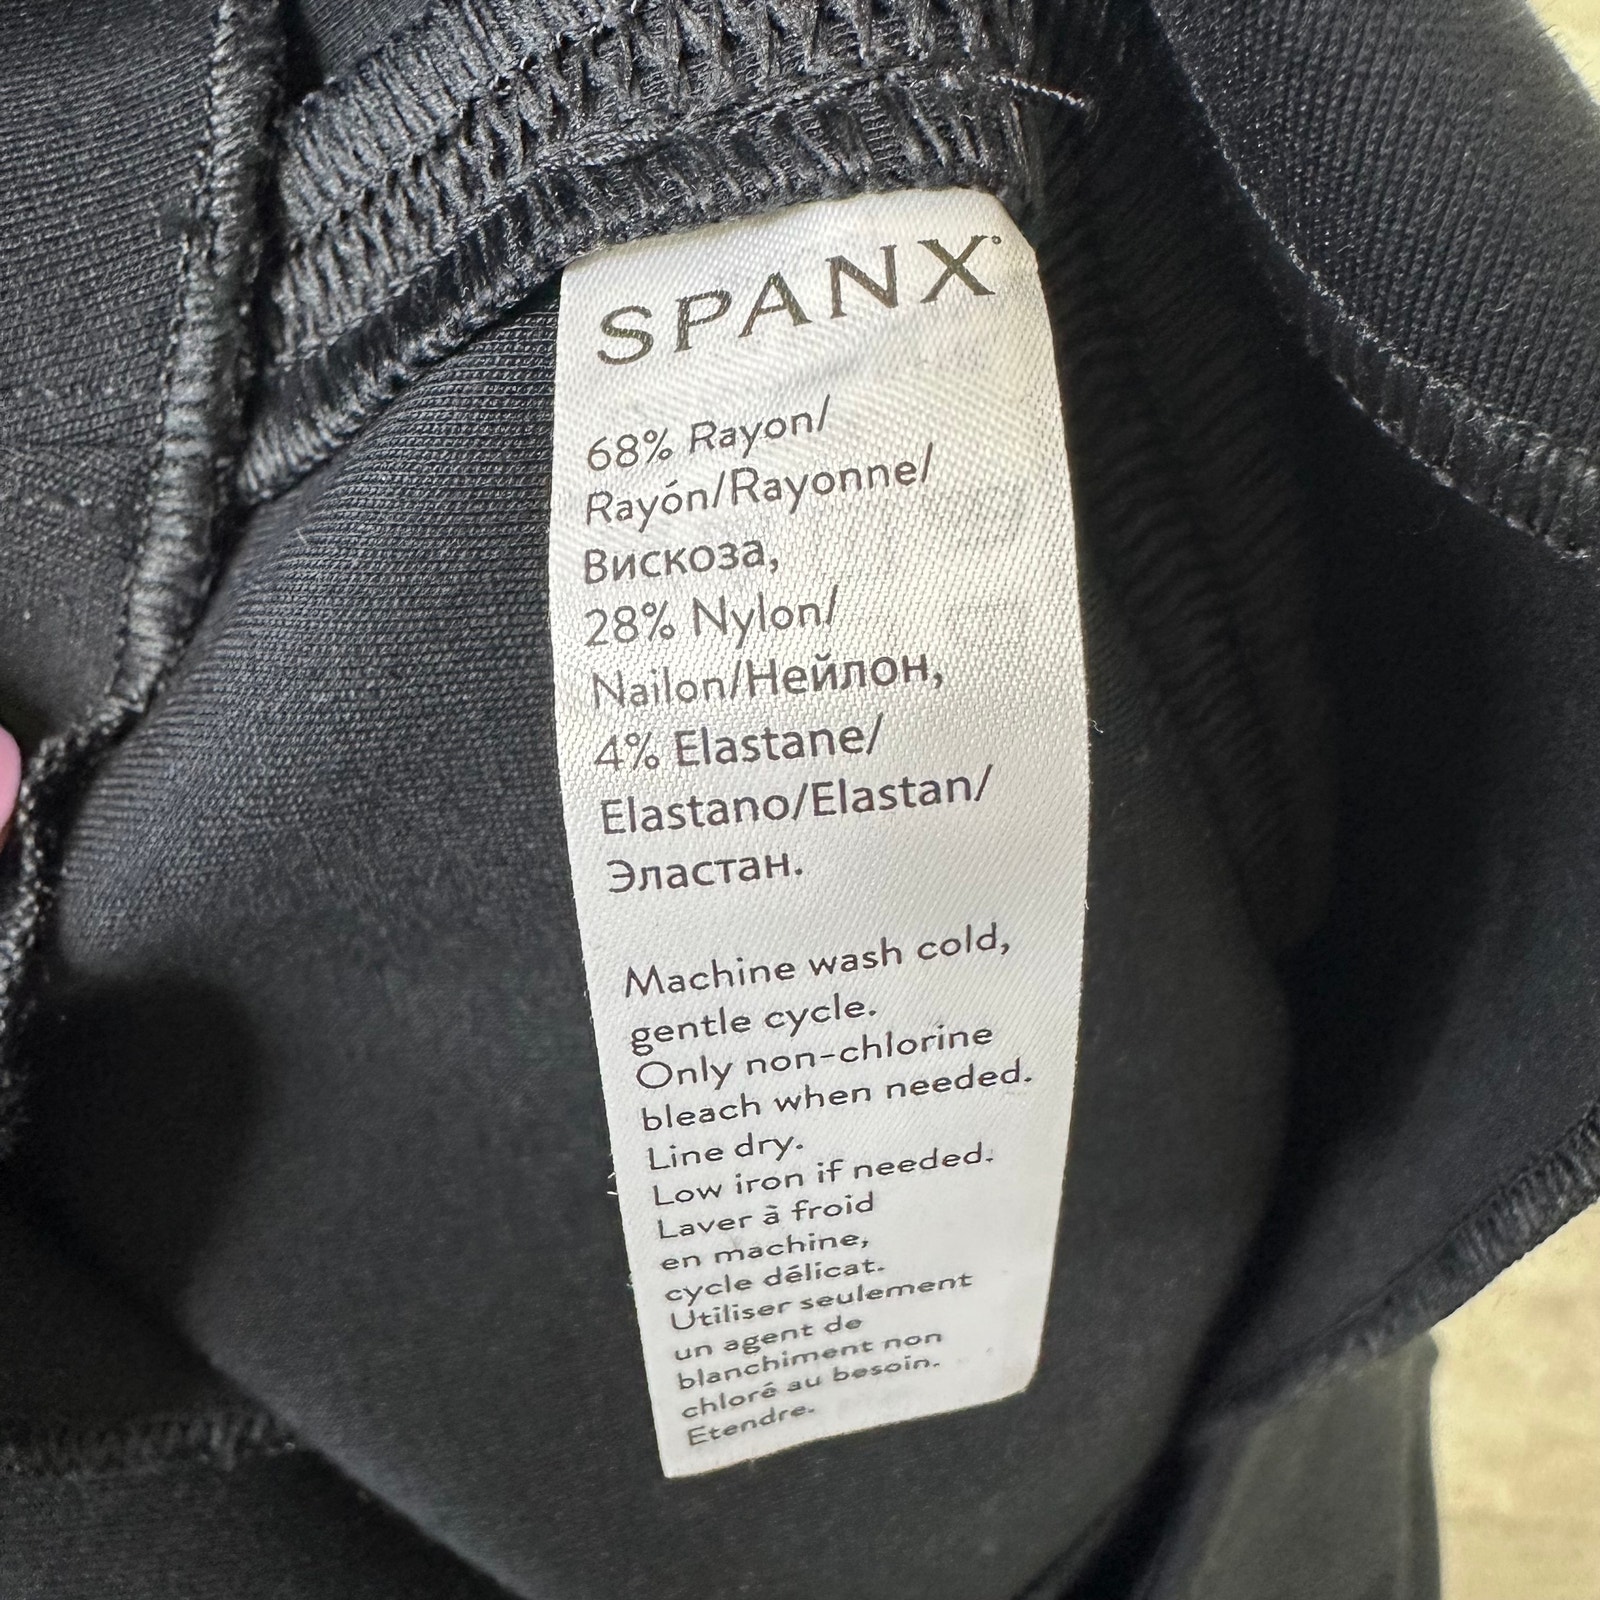 SPANX
68% Rayon/
Rayón/Rayonne/
Вискоза,
28% Nylon/
Nailon/Нейлон,
4% Elastane/
Elastano/Elastan/
Эластан.
Machine wash cold,
gentle cycle.
Only non-chlorine
bleach when needed.
Line dry.
Low iron if needed.
Laver à froid
en machine,
cycle délicat.
Utiliser seulement
un agent de
blanchiment non
chloré au besoin.
Etendre.